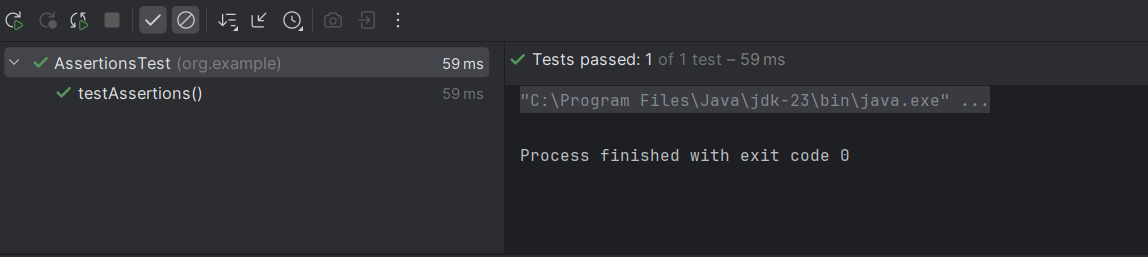 AssertionsTest (org.example) 59 ms
testAssertions() 59 ms
Tests passed: 1 of 1 test – 59 ms
"C:\Program Files\Java\jdk-23\bin\java.exe" ...
Process finished with exit code 0